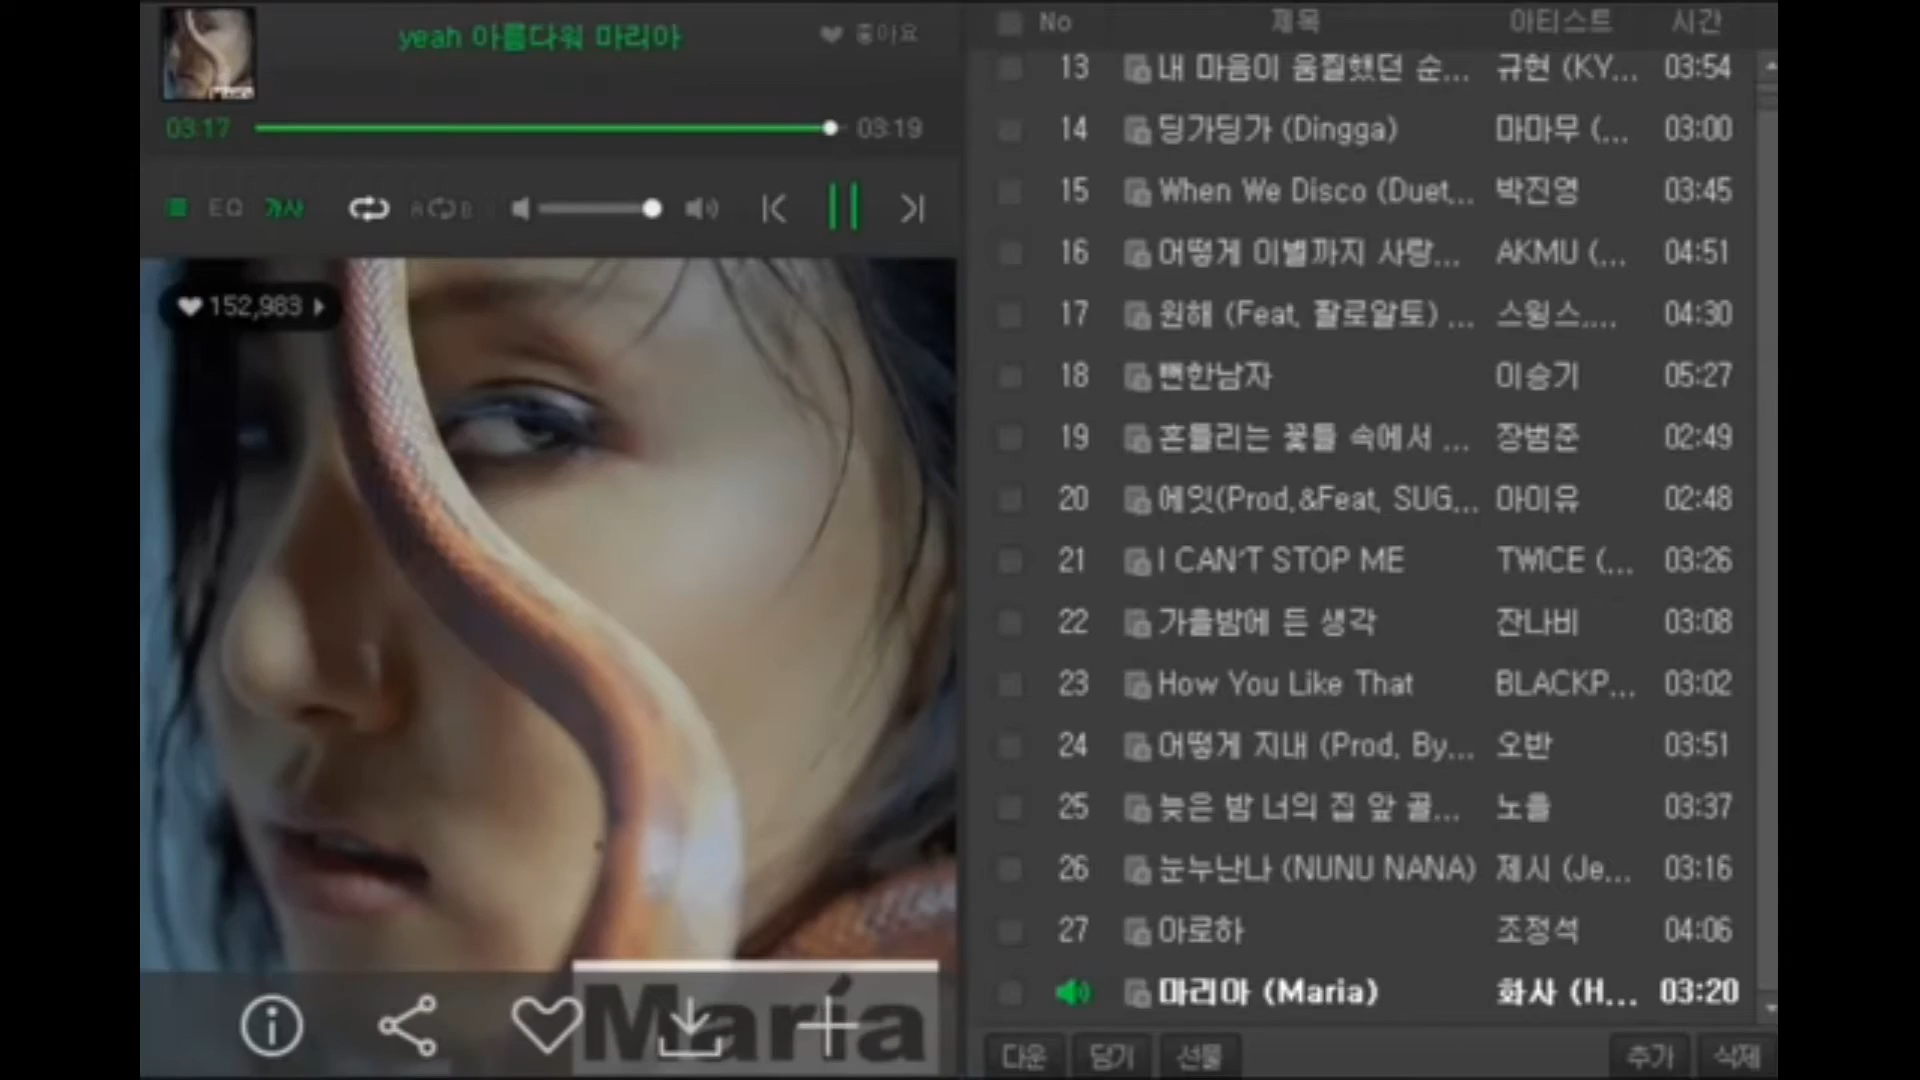 yeah 아름다워 마리아
좋아요
03:17
03:19
EQ 가사
A B
152,983
María
No 제목 아티스트 시간
13 내 마음이 움찔했던 순... 규현 (KY... 03:54
14 딩가딩가 (Dingga) 마마무 (... 03:00
15 When We Disco (Duet... 박진영 03:45
16 어떻게 이별까지 사랑... AKMU (... 04:51
17 원해 (Feat. 팔로알토) ... 스윙스.... 04:30
18 뻔한남자 이승기 05:27
19 흔들리는 꽃들 속에서 ... 장범준 02:49
20 에잇(Prod.&Feat. SUG... 아이유 02:48
21 I CAN'T STOP ME TWICE (... 03:26
22 가을밤에 든 생각 잔나비 03:08
23 How You Like That BLACKP... 03:02
24 어떻게 지내 (Prod. By... 오반 03:51
25 늦은 밤 너의 집 앞 골... 노을 03:37
26 눈누난나 (NUNU NANA) 제시 (Je... 03:16
27 아로하 조정석 04:06
마리아 (Maria) 화사 (H... 03:20
다운 담기 선물 추가 삭제